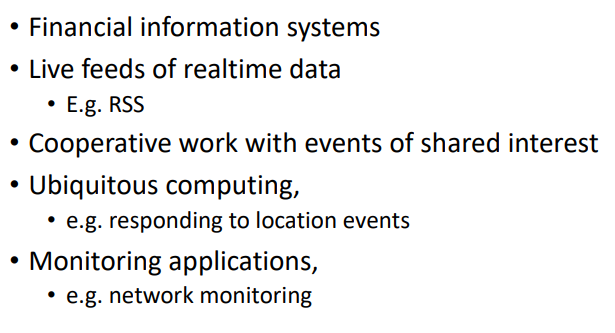 • Financial information systems
• Live feeds of realtime data
• E.g. RSS
• Cooperative work with events of shared interest
• Ubiquitous computing,
• e.g. responding to location events
• Monitoring applications,
• e.g. network monitoring